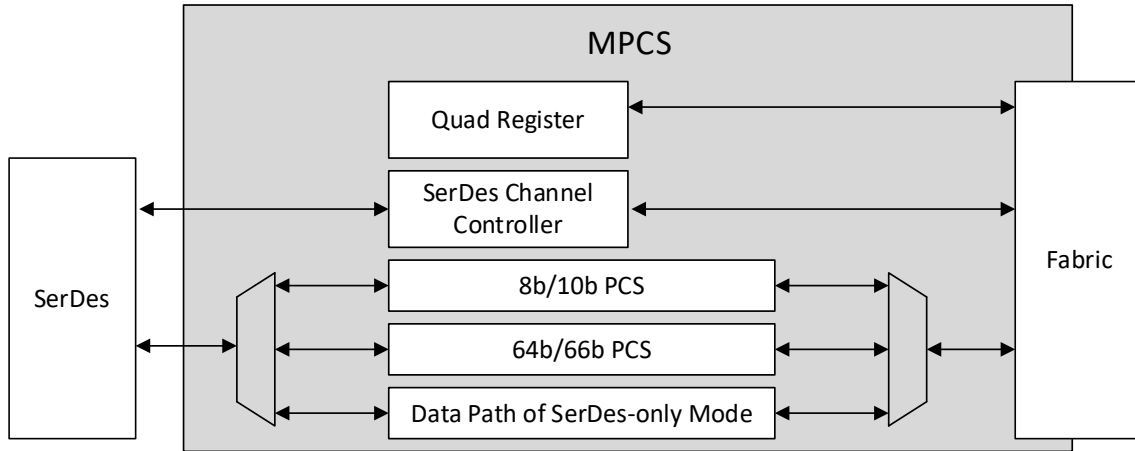 MPCS
Quad Register
SerDes Channel
Controller
SerDes
Fabric
8b/10b PCS
64b/66b PCS
Data Path of SerDes-only Mode